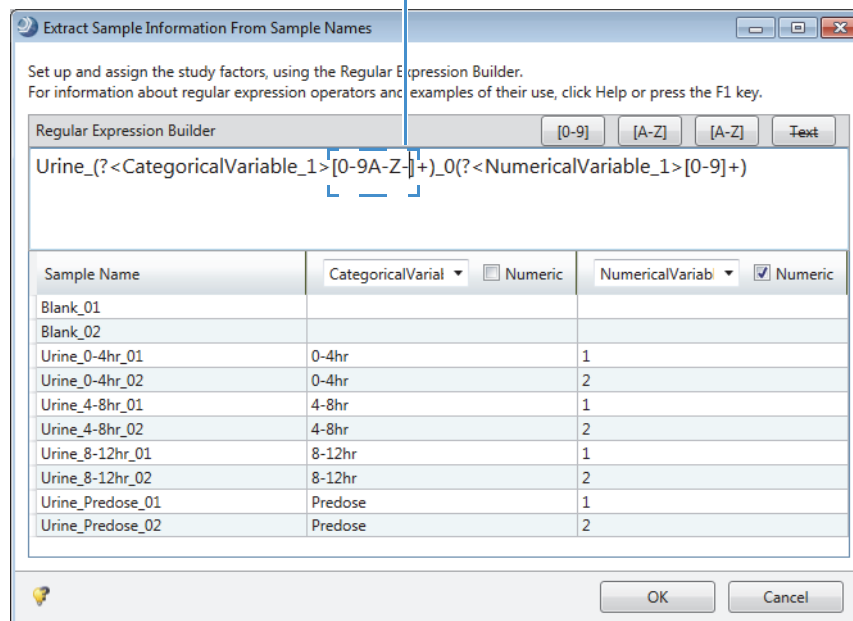 Extract Sample Information From Sample Names
Set up and assign the study factors, using the Regular Expression Builder.
For information about regular expression operators and examples of their use, click Help or press the F1 key.
Regular Expression Builder [0-9] [A-Z] [A-Z] Text
Urine_(?<CategoricalVariable_1>[0-9A-Z-]+)_0(?<NumericalVariable_1>[0-9]+)
Sample Name CategoricalVarial Numeric NumericalVariabl Numeric
Blank_01
Blank_02
Urine_0-4hr_01 0-4hr 1
Urine_0-4hr_02 0-4hr 2
Urine_4-8hr_01 4-8hr 1
Urine_4-8hr_02 4-8hr 2
Urine_8-12hr_01 8-12hr 1
Urine_8-12hr_02 8-12hr 2
Urine_Predose_01 Predose 1
Urine_Predose_02 Predose 2
OK Cancel